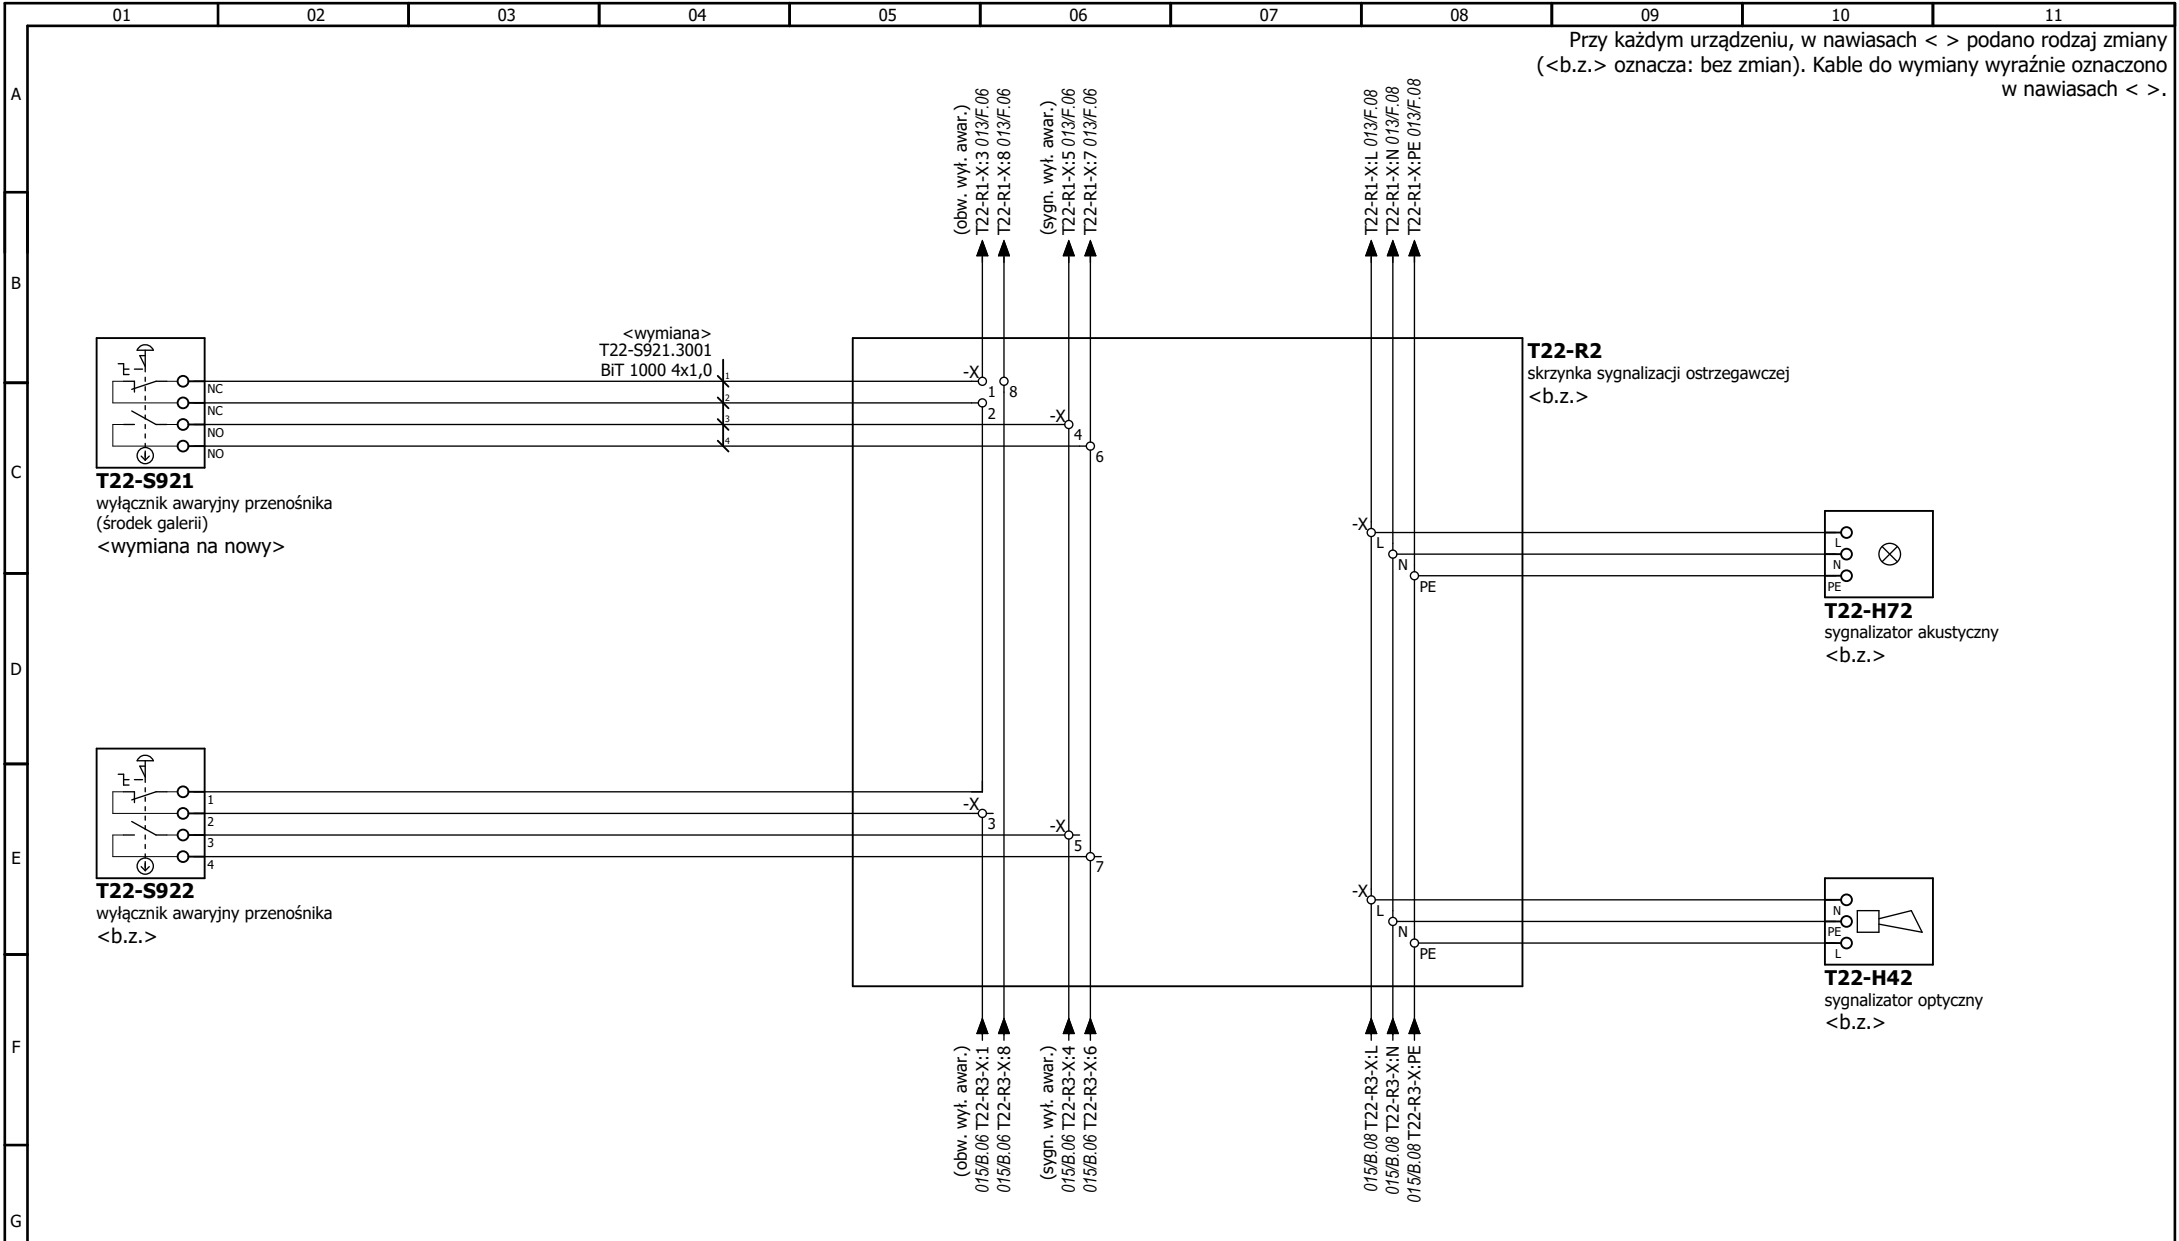 01 02 03 04 05 06 07 08 09 10 11
Przy każdym urządzeniu, w nawiasach < > podano rodzaj zmiany
(<b.z.> oznacza: bez zmian). Kable do wymiany wyraźnie oznaczono
w nawiasach < >.
A
B
C
D
E
F
G
(obw. wył. awar.)
T22-R1-X:3 013/F.06
T22-R1-X:8 013/F.06
(sygn. wył. awar.)
T22-R1-X:5 013/F.06
T22-R1-X:7 013/F.06
T22-R1-X:L 013/F.08
T22-R1-X:N 013/F.08
T22-R1-X:PE 013/F.08
<wymiana>
T22-S921.3001
BiT 1000 4x1,0
1
2
3
4
NC
NC
NO
NO
T22-S921
wyłącznik awaryjny przenośnika
(środek galerii)
<wymiana na nowy>
-X
1
8
2
-X
4
6
T22-R2
skrzynka sygnalizacji ostrzegawczej
<b.z.>
-X
L
N
PE
L
N
PE
T22-H72
sygnalizator akustyczny
<b.z.>
1
2
3
4
T22-S922
wyłącznik awaryjny przenośnika
<b.z.>
-X
3
-X
5
7
-X
L
N
PE
N
PE
L
T22-H42
sygnalizator optyczny
<b.z.>
(obw. wył. awar.)
015/B.06 T22-R3-X:1
015/B.06 T22-R3-X:8
(sygn. wył. awar.)
015/B.06 T22-R3-X:4
015/B.06 T22-R3-X:6
015/B.08 T22-R3-X:L
015/B.08 T22-R3-X:N
015/B.08 T22-R3-X:PE